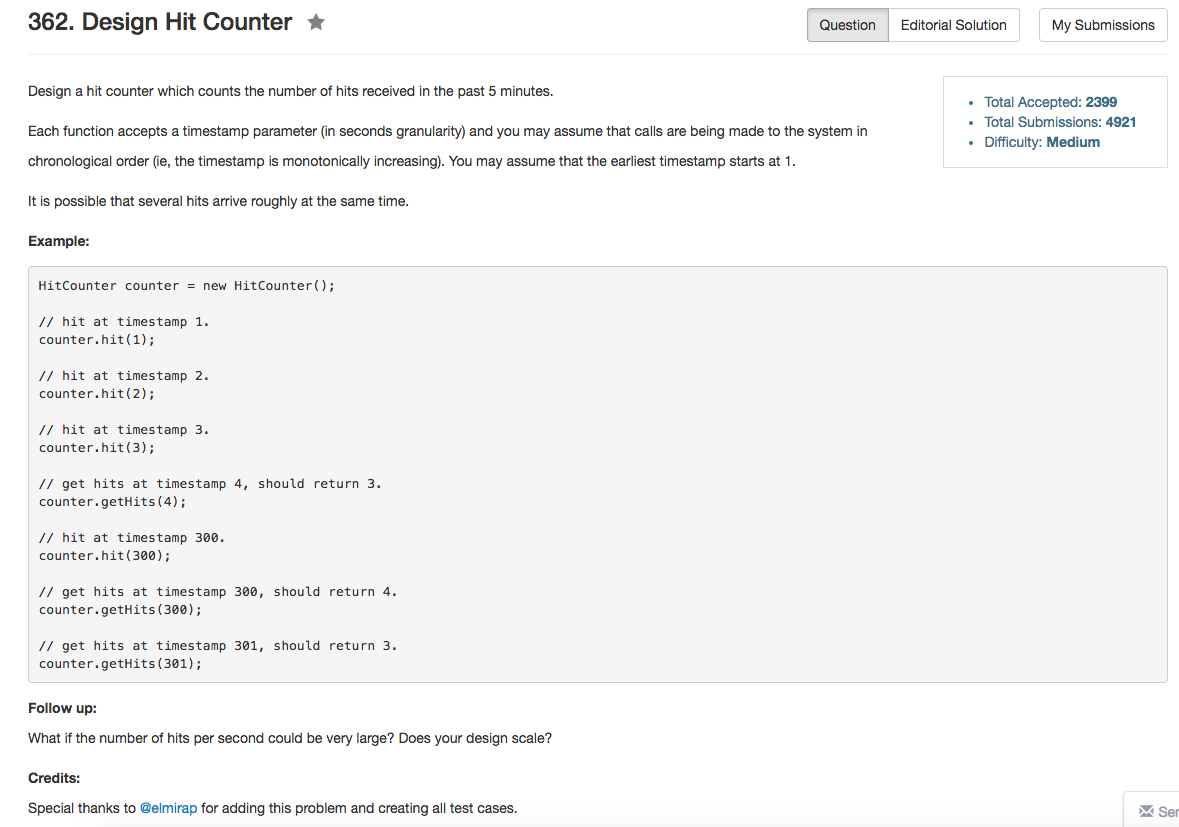 362. Design Hit Counter ★
Question Editorial Solution My Submissions
Design a hit counter which counts the number of hits received in the past 5 minutes.
Each function accepts a timestamp parameter (in seconds granularity) and you may assume that calls are being made to the system in
chronological order (ie, the timestamp is monotonically increasing). You may assume that the earliest timestamp starts at 1.
It is possible that several hits arrive roughly at the same time.
• Total Accepted: 2399
• Total Submissions: 4921
• Difficulty: Medium
Example:
HitCounter counter = new HitCounter();
// hit at timestamp 1.
counter.hit(1);
// hit at timestamp 2.
counter.hit(2);
// hit at timestamp 3.
counter.hit(3);
// get hits at timestamp 4, should return 3.
counter.getHits(4);
// hit at timestamp 300.
counter.hit(300);
// get hits at timestamp 300, should return 4.
counter.getHits(300);
// get hits at timestamp 301, should return 3.
counter.getHits(301);
Follow up:
What if the number of hits per second could be very large? Does your design scale?
Credits:
Special thanks to @elmirap for adding this problem and creating all test cases.